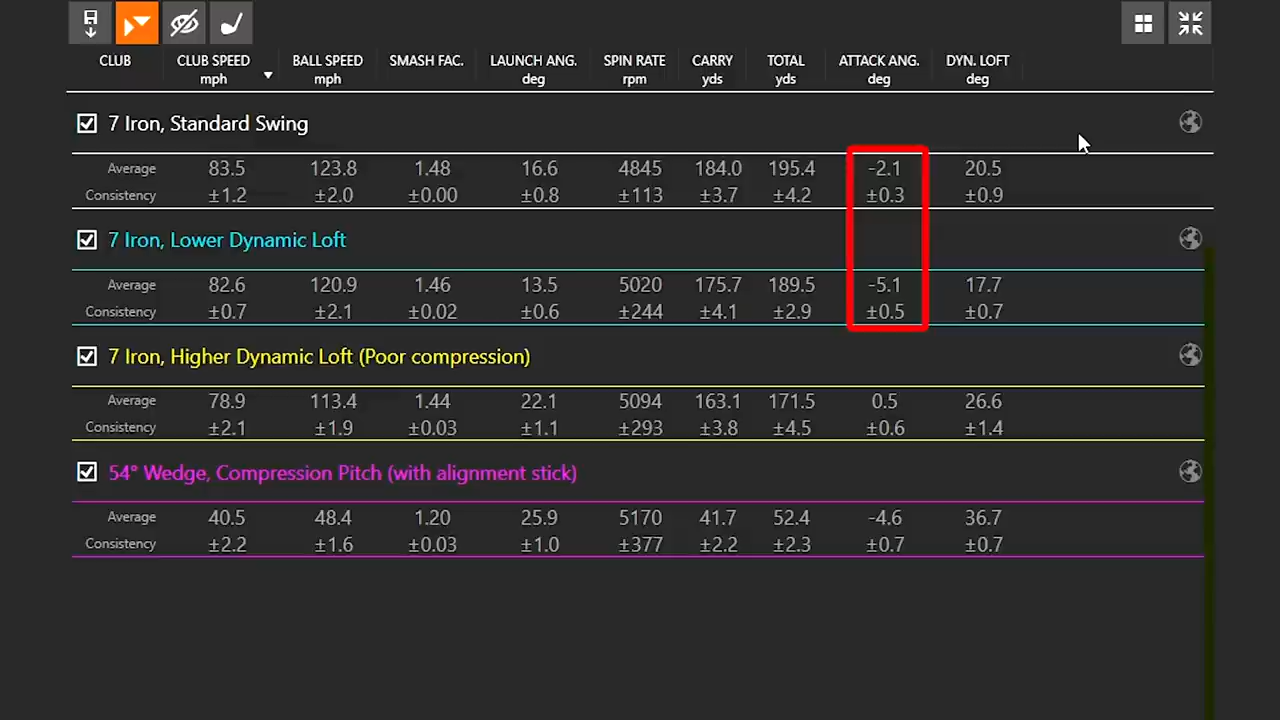 CLUB CLUB SPEED BALL SPEED SMASH FAC. LAUNCH ANG. SPIN RATE CARRY TOTAL ATTACK ANG. DYN. LOFT
mph mph deg rpm yds yds deg deg
7 Iron, Standard Swing
Average 83.5 123.8 1.48 16.6 4845 184.0 195.4 -2.1 20.5
Consistency ±1.2 ±2.0 ±0.00 ±0.8 ±113 ±3.7 ±4.2 ±0.3 ±0.9
7 Iron, Lower Dynamic Loft
Average 82.6 120.9 1.46 13.5 5020 175.7 189.5 -5.1 17.7
Consistency ±0.7 ±2.1 ±0.02 ±0.6 ±244 ±4.1 ±2.9 ±0.5 ±0.7
7 Iron, Higher Dynamic Loft (Poor compression)
Average 78.9 113.4 1.44 22.1 5094 163.1 171.5 0.5 26.6
Consistency ±2.1 ±1.9 ±0.03 ±1.1 ±293 ±3.8 ±4.5 ±0.6 ±1.4
54° Wedge, Compression Pitch (with alignment stick)
Average 40.5 48.4 1.20 25.9 5170 41.7 52.4 -4.6 36.7
Consistency ±2.2 ±1.6 ±0.03 ±1.0 ±377 ±2.2 ±2.3 ±0.7 ±0.7